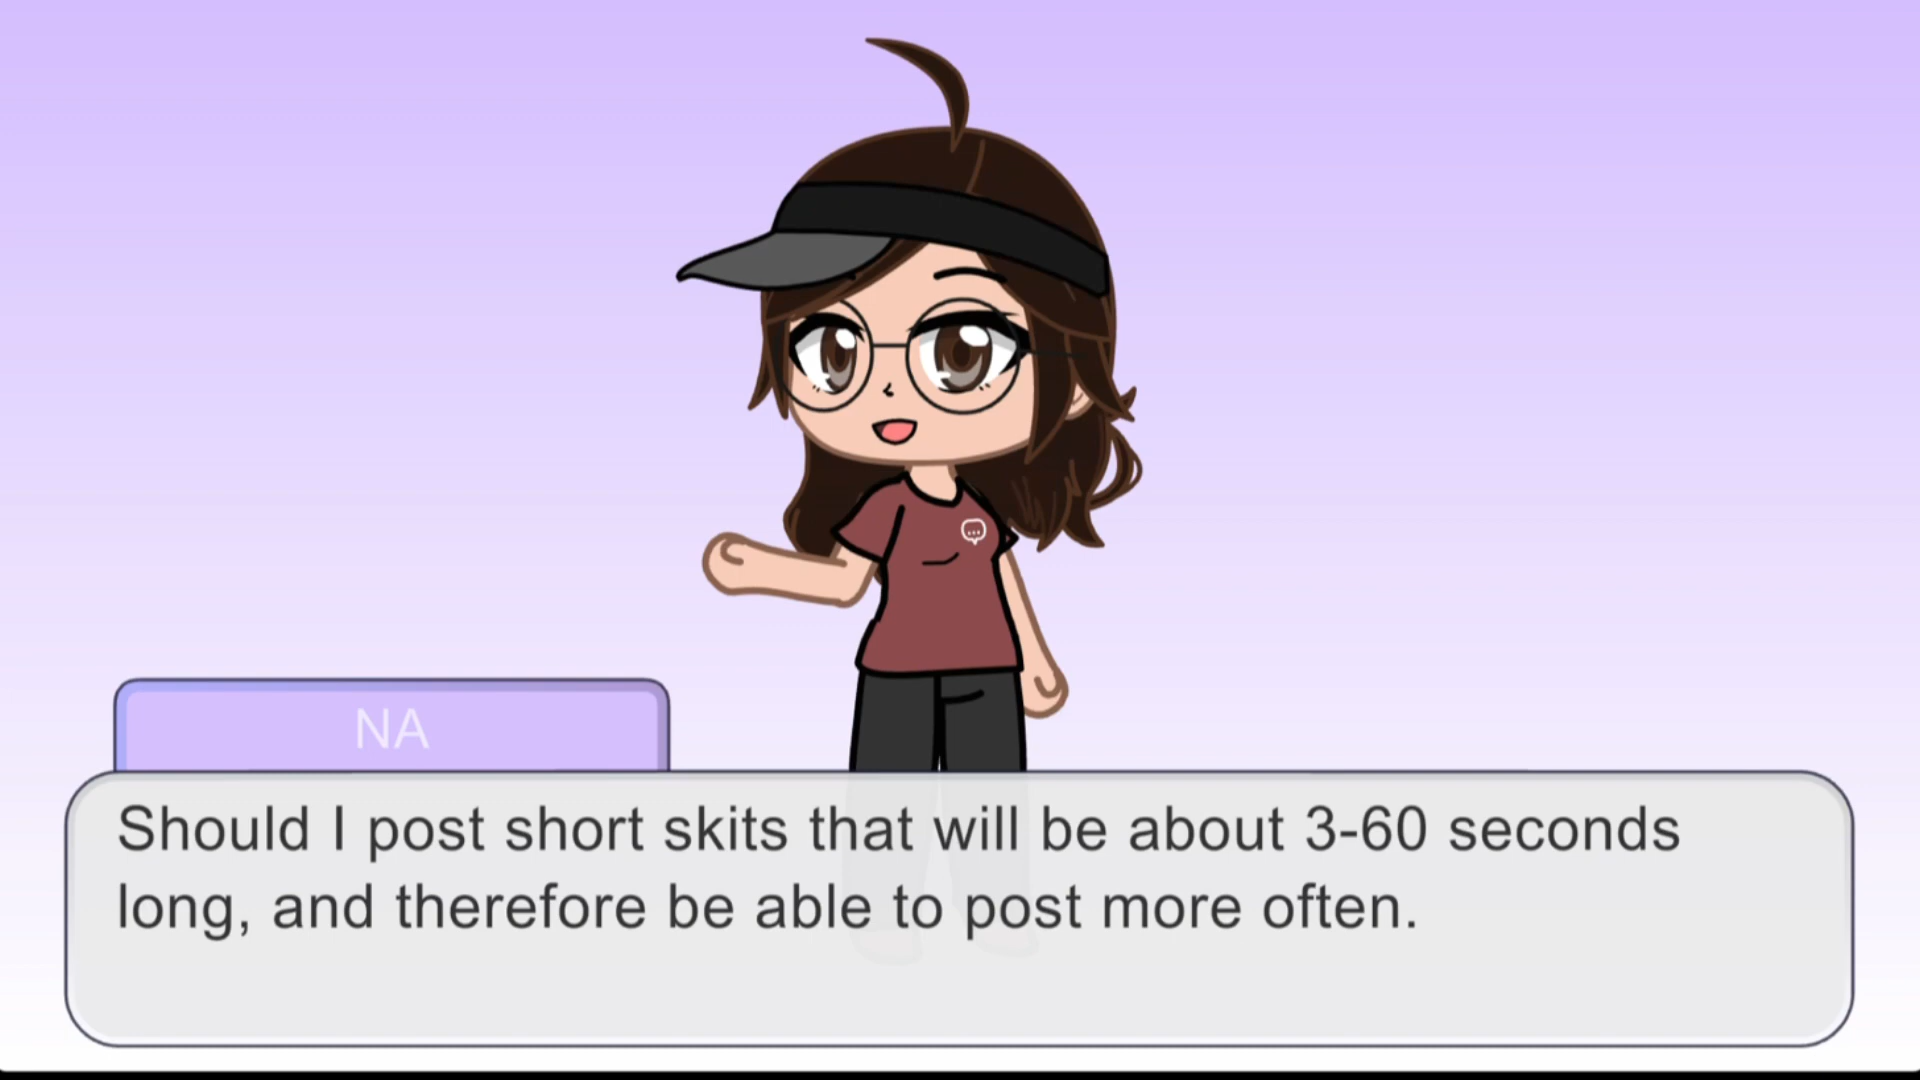 NA
Should I post short skits that will be about 3-60 seconds
long, and therefore be able to post more often.